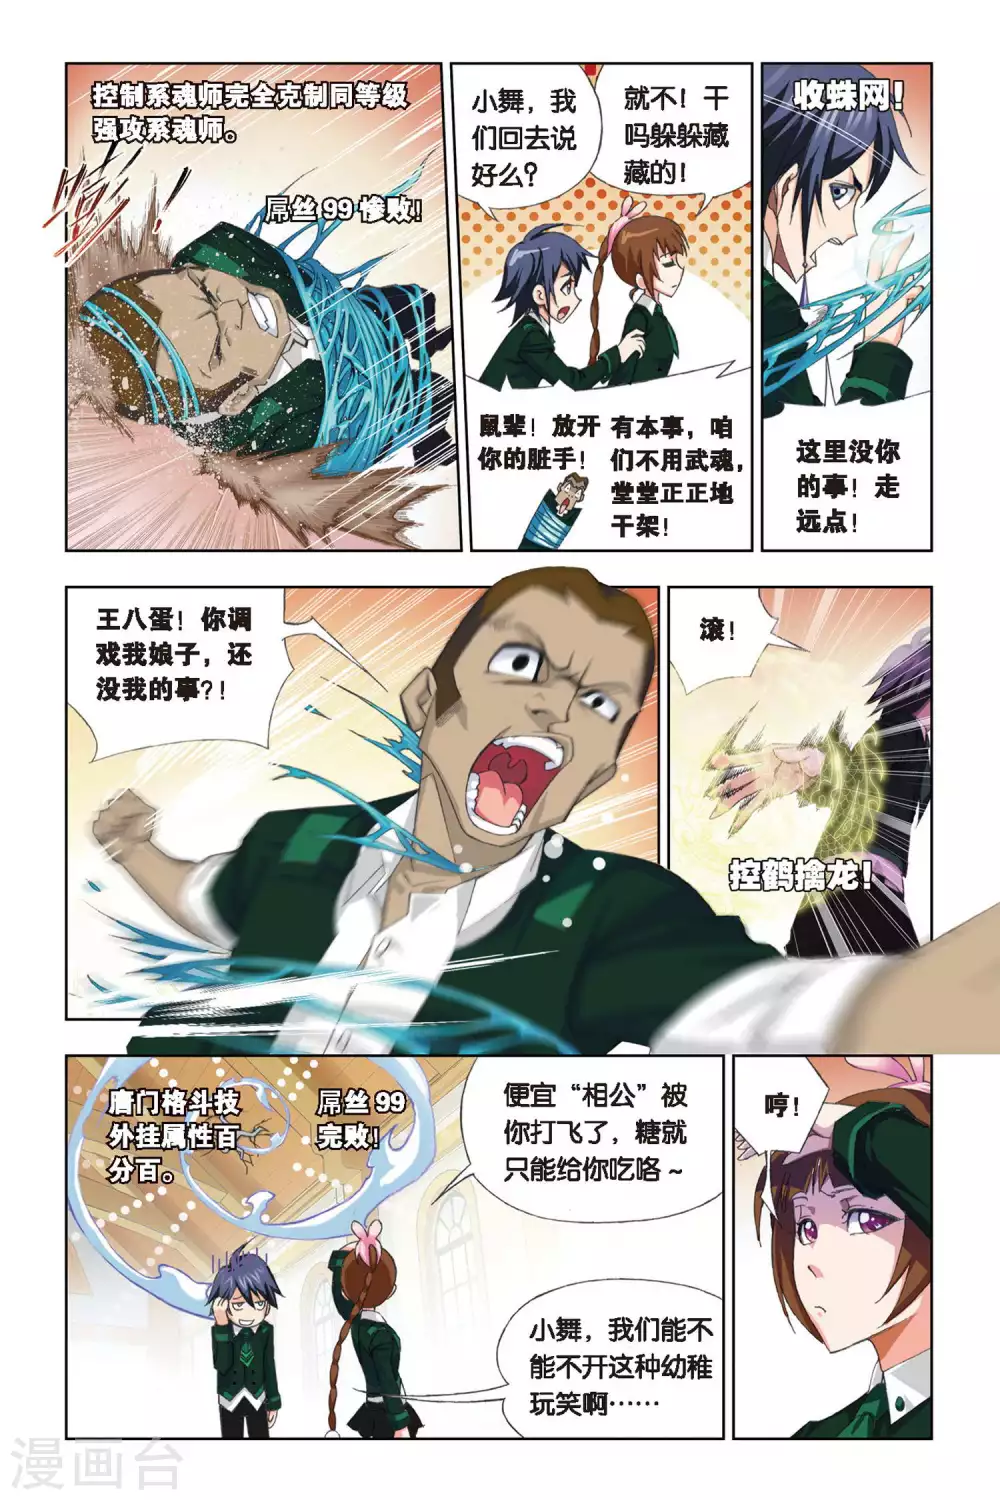 控制系魂师完全克制同等级
强攻系魂师。
屌丝99惨败！
小舞，我
们回去说
好么？
就不！干
吗躲躲藏
藏的！
收蛛网！
鼠辈！放开
你的脏手！
有本事，咱
们不用武魂，
堂堂正正地
干架！
这里没你
的事！走
远点！
王八蛋！你调
戏我娘子，还
没我的事？！
滚！
控鹤擒龙！
唐门格斗技
外挂属性百
分百。
屌丝99
完败！
便宜“相公”被
你打飞了，糖就
只能给你吃咯～
小舞，我们能不
能不开这种幼稚
玩笑啊……
哼！
漫画台